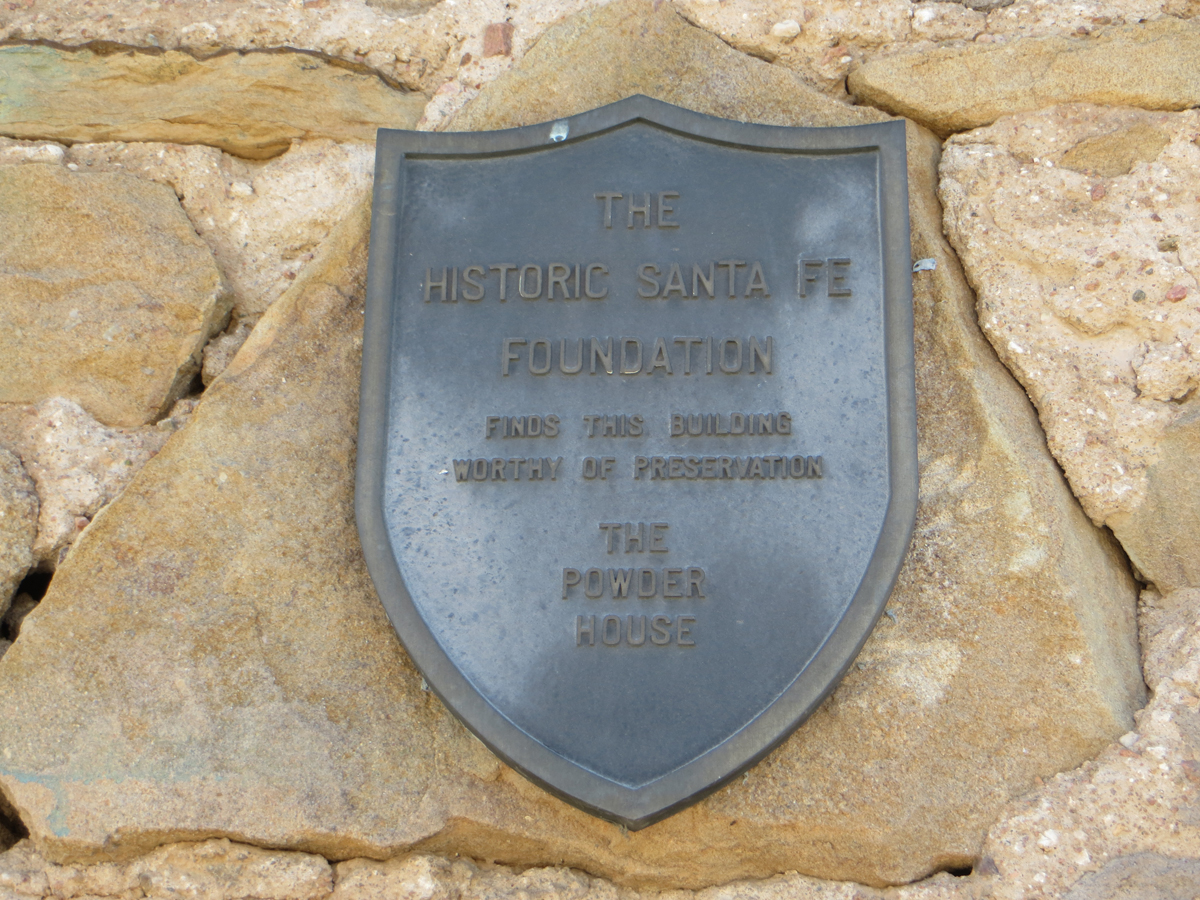 THE
HISTORIC SANTA FE
FOUNDATION
FINDS THIS BUILDING
WORTHY OF PRESERVATION
THE
POWDER
HOUSE